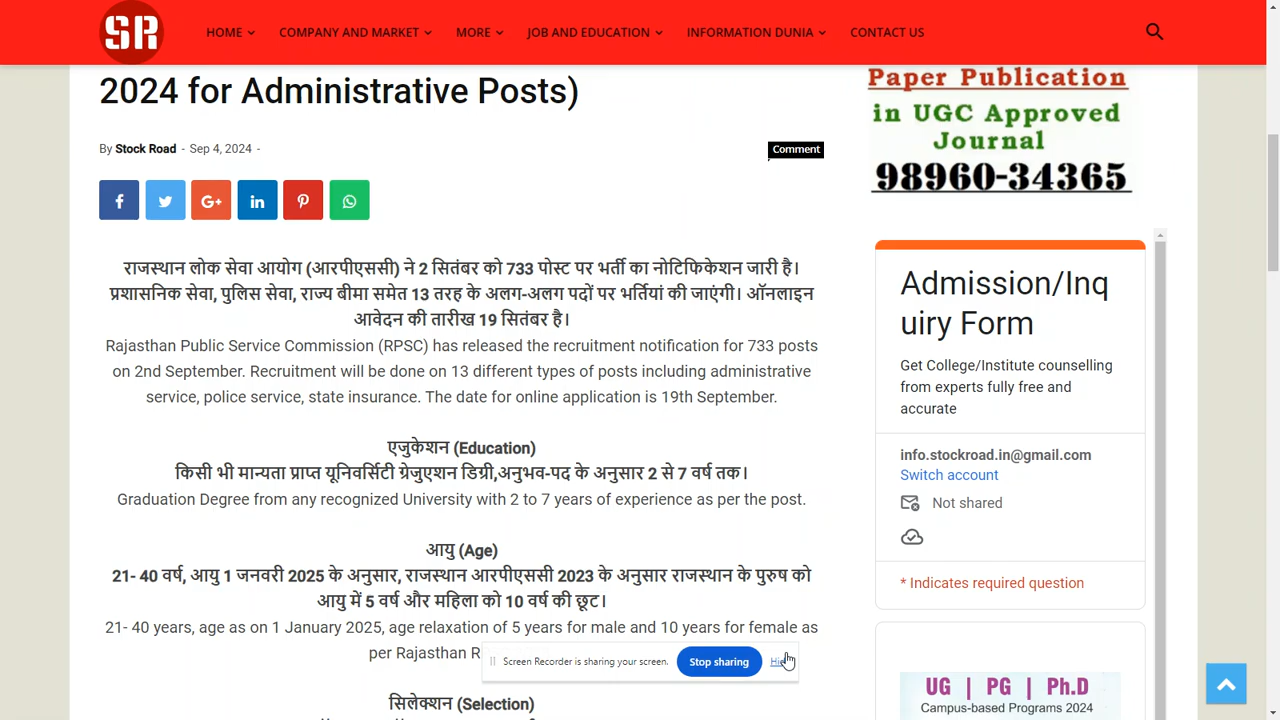 SR
HOME
COMPANY AND MARKET
MORE
JOB AND EDUCATION
INFORMATION DUNIA
CONTACT US
2024 for Administrative Posts)
By Stock Road - Sep 4, 2024 -
Comment
राजस्थान लोक सेवा आयोग (आरपीएससी) ने 2 सितंबर को 733 पोस्ट पर भर्ती का नोटिफिकेशन जारी है।
प्रशासनिक सेवा, पुलिस सेवा, राज्य बीमा समेत 13 तरह के अलग-अलग पदों पर भर्तियां की जाएंगी। ऑनलाइन
आवेदन की तारीख 19 सितंबर है।
Rajasthan Public Service Commission (RPSC) has released the recruitment notification for 733 posts
on 2nd September. Recruitment will be done on 13 different types of posts including administrative
service, police service, state insurance. The date for online application is 19th September.
एजुकेशन (Education)
किसी भी मान्यता प्राप्त यूनिवर्सिटी ग्रेजुएशन डिग्री,अनुभव-पद के अनुसार 2 से 7 वर्ष तक।
Graduation Degree from any recognized University with 2 to 7 years of experience as per the post.
आयु (Age)
21- 40 वर्ष, आयु 1 जनवरी 2025 के अनुसार, राजस्थान आरपीएससी 2023 के अनुसार राजस्थान के पुरुष को
आयु में 5 वर्ष और महिला को 10 वर्ष की छूट।
21- 40 years, age as on 1 January 2025, age relaxation of 5 years for male and 10 years for female as
per Rajasthan R
Screen Recorder is sharing your screen.
Stop sharing
सिलेक्शन (Selection)
Paper Publication
in UGC Approved
Journal
98960-34365
Admission/Inq
uiry Form
Get College/Institute counselling
from experts fully free and
accurate
info.stockroad.in@gmail.com
Switch account
Not shared
* Indicates required question
UG | PG | Ph.D
Campus-based Programs 2024